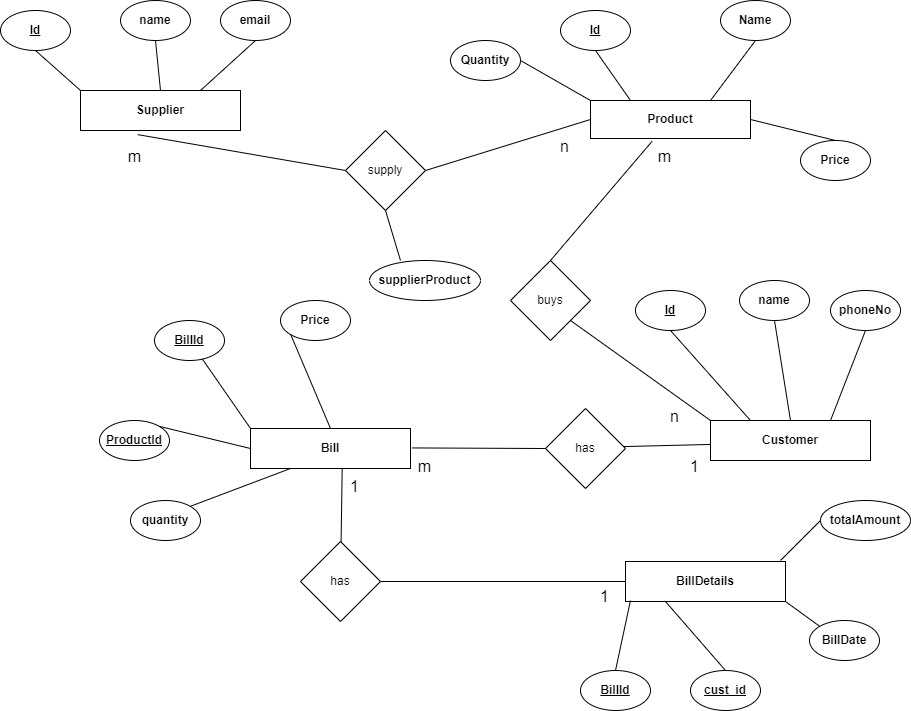 Id
name
email
Supplier
Quantity
Id
Name
Product
Price
m
supply
n
m
supplierProduct
buys
Id
name
phoneNo
n
Customer
1
BillId
Price
ProductId
Bill
quantity
m
has
1
has
1
BillDetails
totalAmount
BillDate
BillId
cust_id